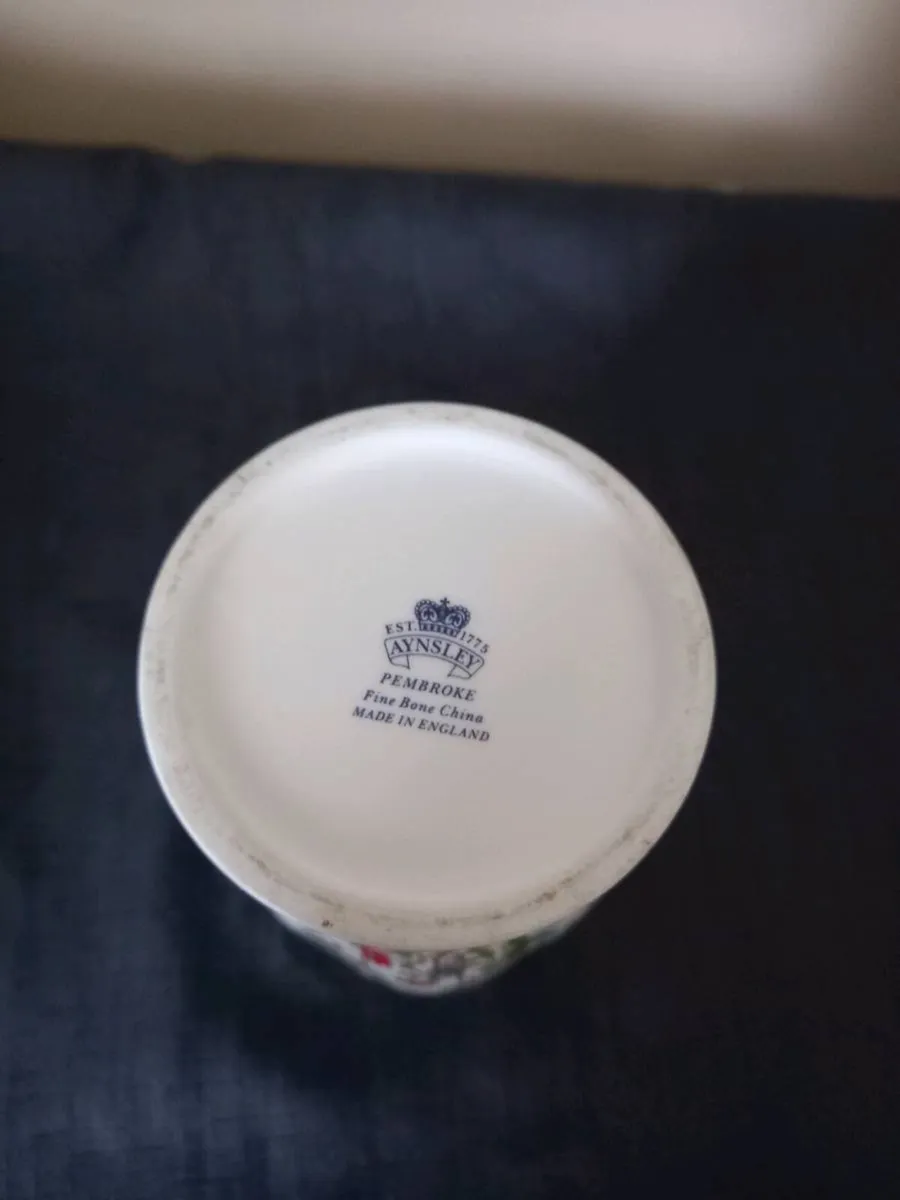 EST. 1775
AYNSLEY
PEMBROKE
Fine Bone China
MADE IN ENGLAND